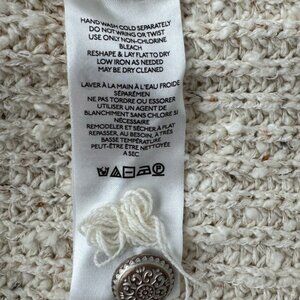 HAND WASH COLD SEPARATELY
DO NOT WRING OR TWIST
USE ONLY NON-CHLORINE
BLEACH
RESHAPE & LAY FLAT TO DRY
LOW IRON AS NEEDED
MAY BE DRY CLEANED
LAVER À LA MAIN À L'EAU FROIDE
SÉPARÉMEN
NE PAS TORDRE OU ESSORER
UTILISER UN AGENT DE
BLANCHIMENT SANS CHLORE SI
NÉCESSAIRE
REMODELER ET SÉCHER À PLAT
REPASSER, AU BESOIN, À TRÈS
BASSE TEMPÉRATURE
PEUT-ÊTRE ÊTRE NETTOYÉE
A SEC